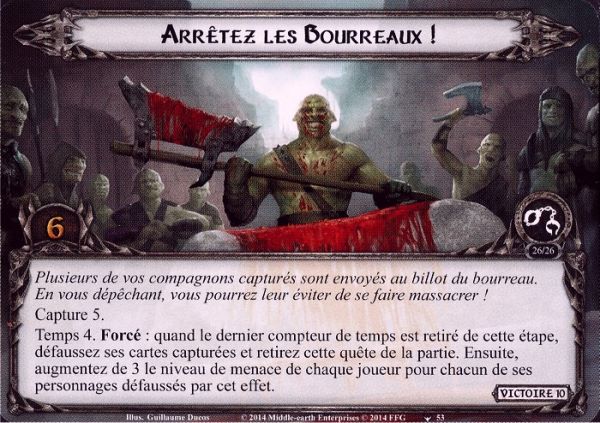 Arrêtez les Bourreaux !
6
26/26
Plusieurs de vos compagnons capturés sont envoyés au billot du bourreau.
En vous dépêchant, vous pourrez leur éviter de se faire massacrer !
Capture 5.
Temps 4. Forcé : quand le dernier compteur de temps est retiré de cette étape,
défaussez ses cartes capturées et retirez cette quête de la partie. Ensuite,
augmentez de 3 le niveau de menace de chaque joueur pour chacun de ses
personnages défaussés par cet effet.
VICTOIRE 10
Illus. Guillaume Ducos © 2014 Middle-earth Enterprises © 2014 FFG 53